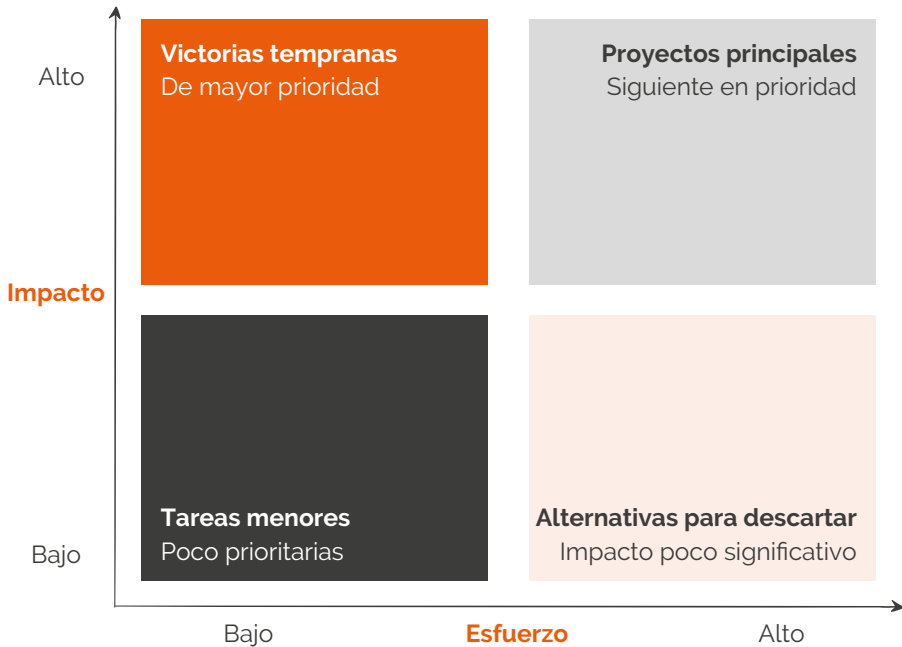 Alto
Victorias tempranas
De mayor prioridad
Proyectos principales
Siguiente en prioridad
Impacto
Tareas menores
Poco prioritarias
Alternativas para descartar
Impacto poco significativo
Bajo
Bajo
Esfuerzo
Alto